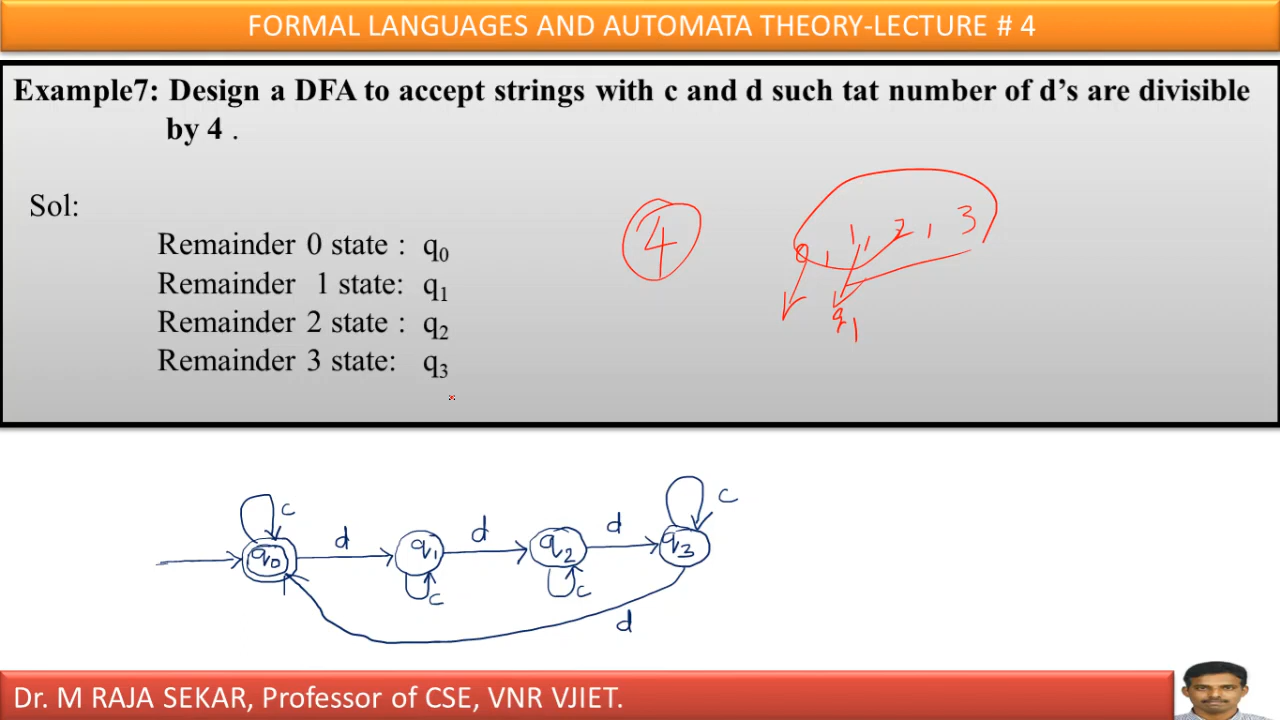 FORMAL LANGUAGES AND AUTOMATA THEORY-LECTURE # 4
Example7: Design a DFA to accept strings with c and d such tat number of d's are divisible
by 4 .
Sol:
Remainder 0 state : q0
Remainder 1 state: q1
Remainder 2 state : q2
Remainder 3 state: q3
4
0, 1, 2, 3
q1
c
c
d
d
d
q0
q1
q2
q3
c
c
d
Dr. M RAJA SEKAR, Professor of CSE, VNR VJIET.